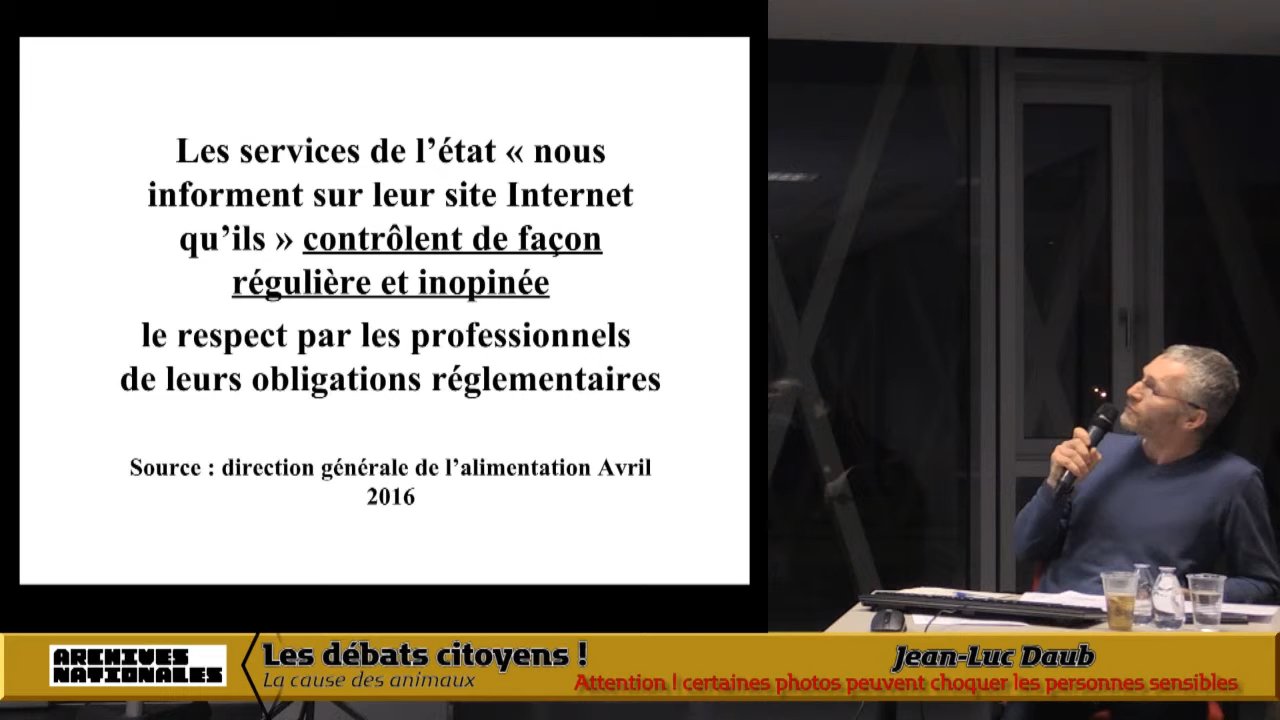 Les services de l’état « nous
informent sur leur site Internet
qu’ils » contrôlent de façon
régulière et inopinée
le respect par les professionnels
de leurs obligations réglementaires
Source : direction générale de l’alimentation Avril
2016
ARCHIVES
NATIONALES
Les débats citoyens !
La cause des animaux
Jean-Luc Daub
Attention ! certaines photos peuvent choquer les personnes sensibles